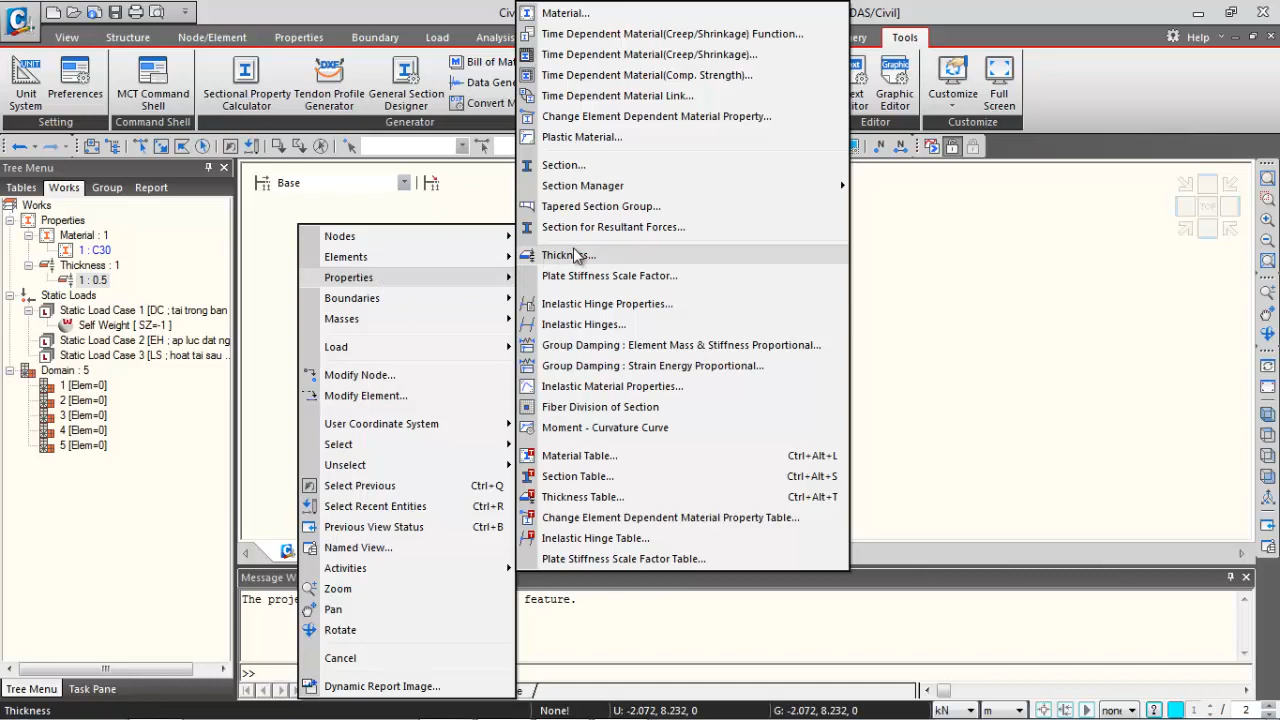 Civ
DAS/Civil]
View
Structure
Node/Element
Properties
Boundary
Load
Analysis
ery
Tools
Help
Unit System
Preferences
MCT Command Shell
Sectional Property Calculator
Tendon Profile Generator
General Section Designer
Bill of Mat
Data Gene
Convert M
ext
Editor
Graphic Editor
Customize
Full Screen
Setting
Command Shell
Generator
Editor
Customize
Tree Menu
Tables
Works
Group
Report
Works
Properties
Material : 1
1 : C30
Thickness : 1
1 : 0.5
Static Loads
Static Load Case 1 [DC ; tai trong ban
Self Weight [ SZ=-1 ]
Static Load Case 2 [EH ; ap luc dat ng
Static Load Case 3 [LS ; hoat tai sau ...
Domain : 5
1 [Elem=0]
2 [Elem=0]
3 [Elem=0]
4 [Elem=0]
5 [Elem=0]
Base
TOP
Nodes
Elements
Properties
Boundaries
Masses
Load
Modify Node...
Modify Element...
User Coordinate System
Select
Unselect
Select Previous Ctrl+Q
Select Recent Entities Ctrl+R
Previous View Status Ctrl+B
Named View...
Activities
Zoom
Pan
Rotate
Cancel
Dynamic Report Image...
Material...
Time Dependent Material(Creep/Shrinkage) Function...
Time Dependent Material(Creep/Shrinkage)...
Time Dependent Material(Comp. Strength)...
Time Dependent Material Link...
Change Element Dependent Material Property...
Plastic Material...
Section...
Section Manager
Tapered Section Group...
Section for Resultant Forces...
Thickness...
Plate Stiffness Scale Factor...
Inelastic Hinge Properties...
Inelastic Hinges...
Group Damping : Element Mass & Stiffness Proportional...
Group Damping : Strain Energy Proportional...
Inelastic Material Properties...
Fiber Division of Section
Moment - Curvature Curve
Material Table... Ctrl+Alt+L
Section Table... Ctrl+Alt+S
Thickness Table... Ctrl+Alt+T
Change Element Dependent Material Property Table...
Inelastic Hinge Table...
Plate Stiffness Scale Factor Table...
Message W
The proje
feature.
>>
Tree Menu
Task Pane
Thickness
None!
U: -2.072, 8.232, 0
G: -2.072, 8.232, 0
kN
m
none
1
/
2